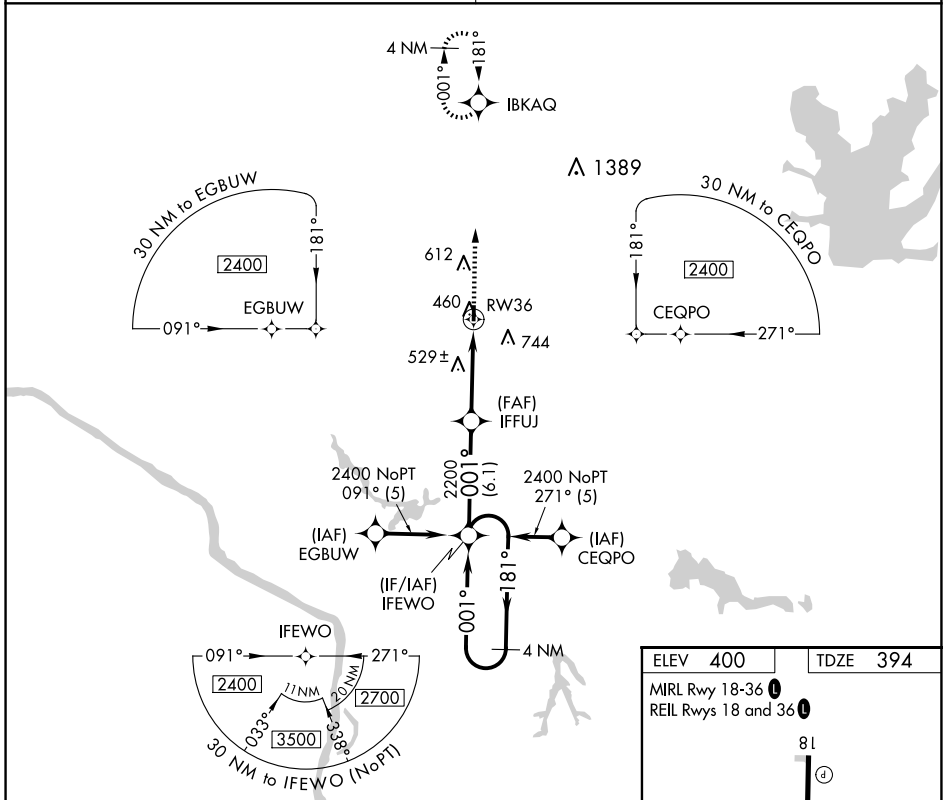 4 NM
181°
001°
IBKAQ
1389
30 NM to EGBUW
181°
2400
EGBUW
091°
30 NM to CEQPO
181°
2400
CEQPO
271°
612
460
RW36
744
529±
(FAF)
IFFUJ
2200
001°
(6.1)
2400 NoPT
091° (5)
2400 NoPT
271° (5)
(IAF)
EGBUW
(IAF)
CEQPO
(IF/IAF)
IFEWO
001°
181°
4 NM
IFEWO
091°
271°
2400
11NM
20 NM
2700
033°
3500
338°
30 NM to IFEWO (NoPT)
ELEV 400
TDZE 394
MIRL Rwy 18-36 L
REIL Rwys 18 and 36 L
18
P